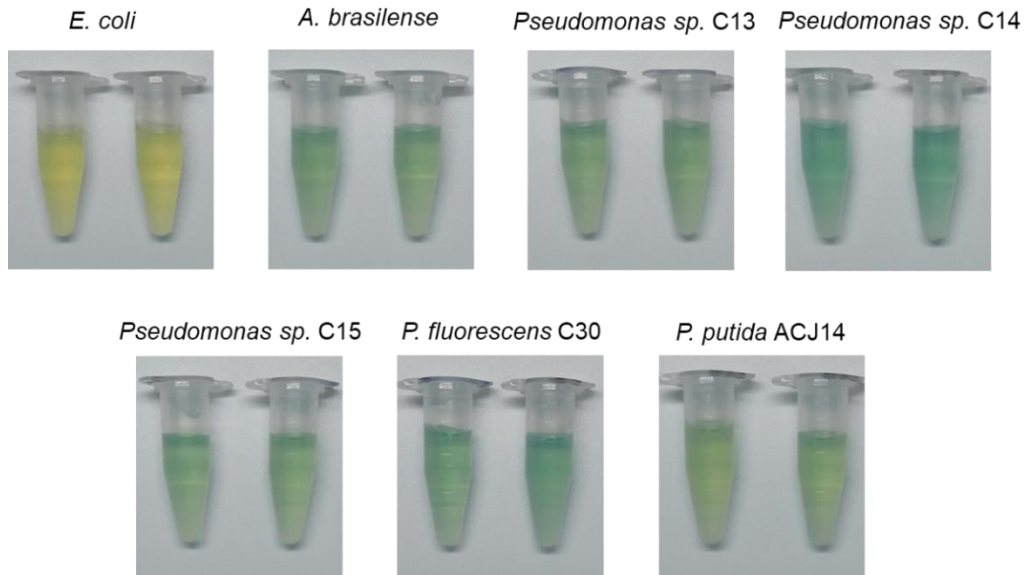 E. coli
A. brasilense
Pseudomonas sp. C13
Pseudomonas sp. C14
Pseudomonas sp. C15
P. fluorescens C30
P. putida ACJ14